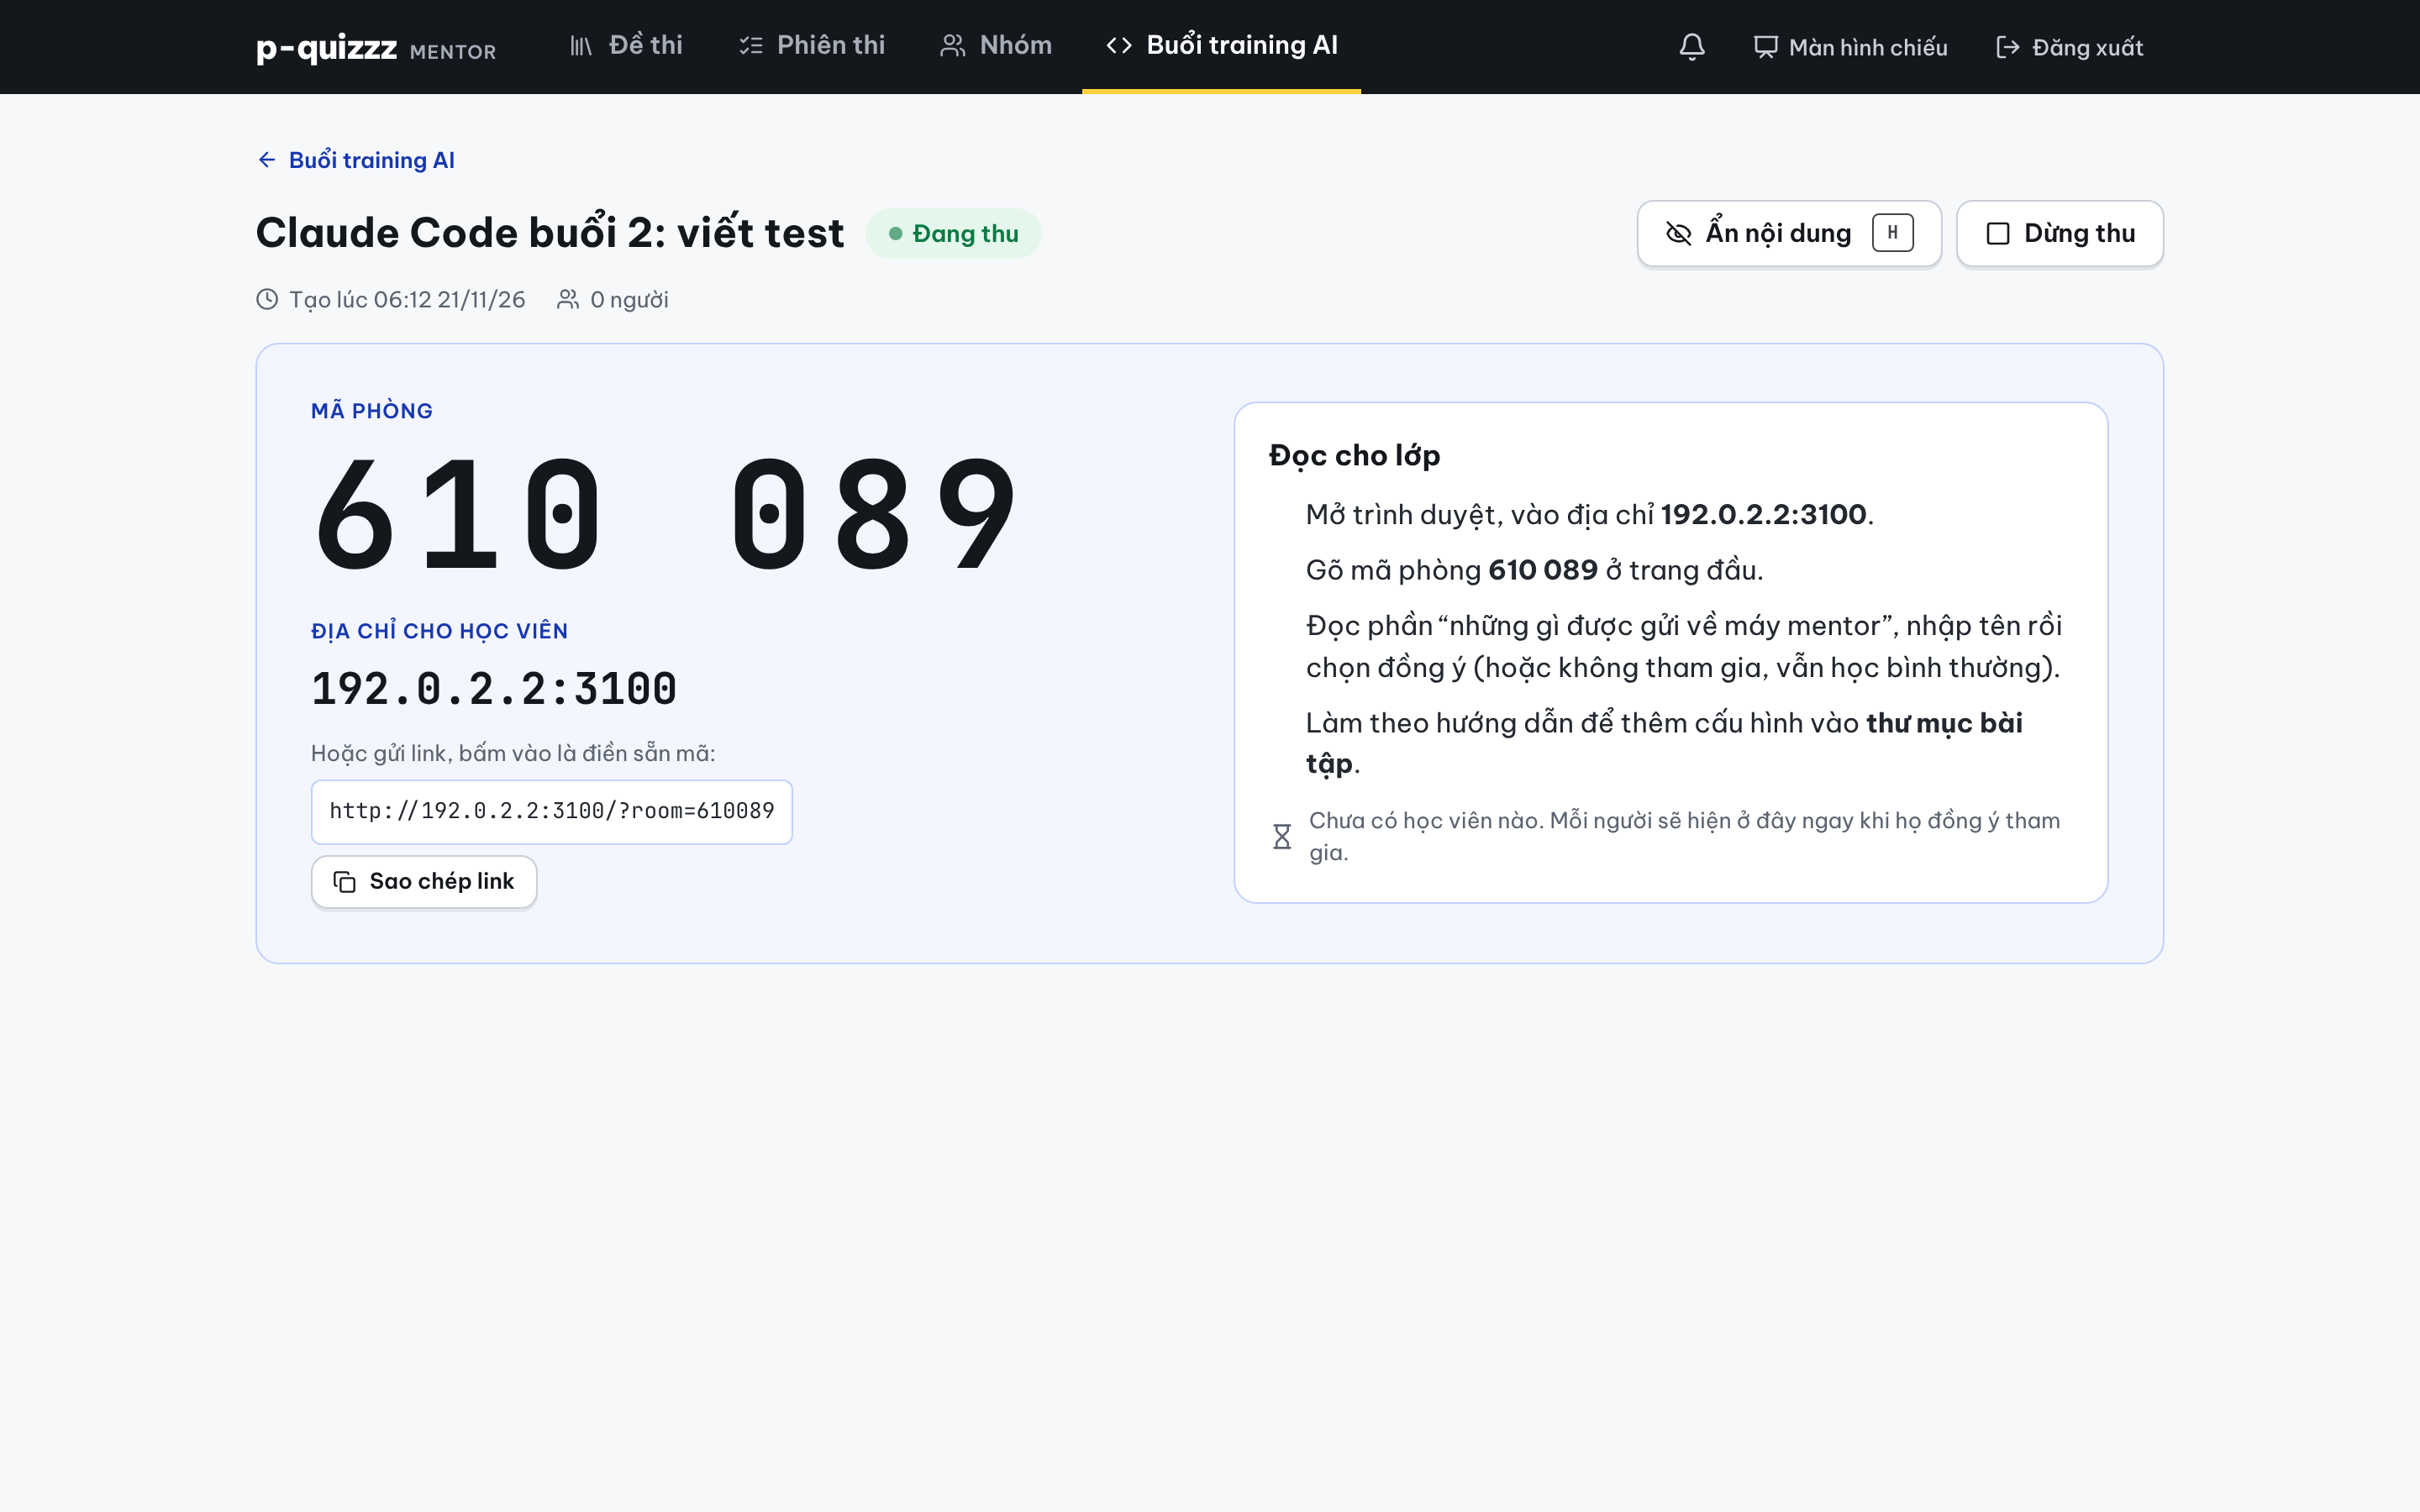 p-quizzz MENTOR
Đề thi
Phiên thi
Nhóm
Buổi training AI
Màn hình chiếu
Đăng xuất
Buổi training AI
Claude Code buổi 2: viết test
Đang thu
Ẩn nội dung H
Dừng thu
Tạo lúc 06:12 21/11/26
0 người
MÃ PHÒNG
610 089
ĐỊA CHỈ CHO HỌC VIÊN
192.0.2.2:3100
Hoặc gửi link, bấm vào là điền sẵn mã:
http://192.0.2.2:3100/?room=610089
Sao chép link
Đọc cho lớp
Mở trình duyệt, vào địa chỉ 192.0.2.2:3100.
Gõ mã phòng 610 089 ở trang đầu.
Đọc phần “những gì được gửi về máy mentor”, nhập tên rồi
chọn đồng ý (hoặc không tham gia, vẫn học bình thường).
Làm theo hướng dẫn để thêm cấu hình vào thư mục bài
tập.
Chưa có học viên nào. Mỗi người sẽ hiện ở đây ngay khi họ đồng ý tham
gia.